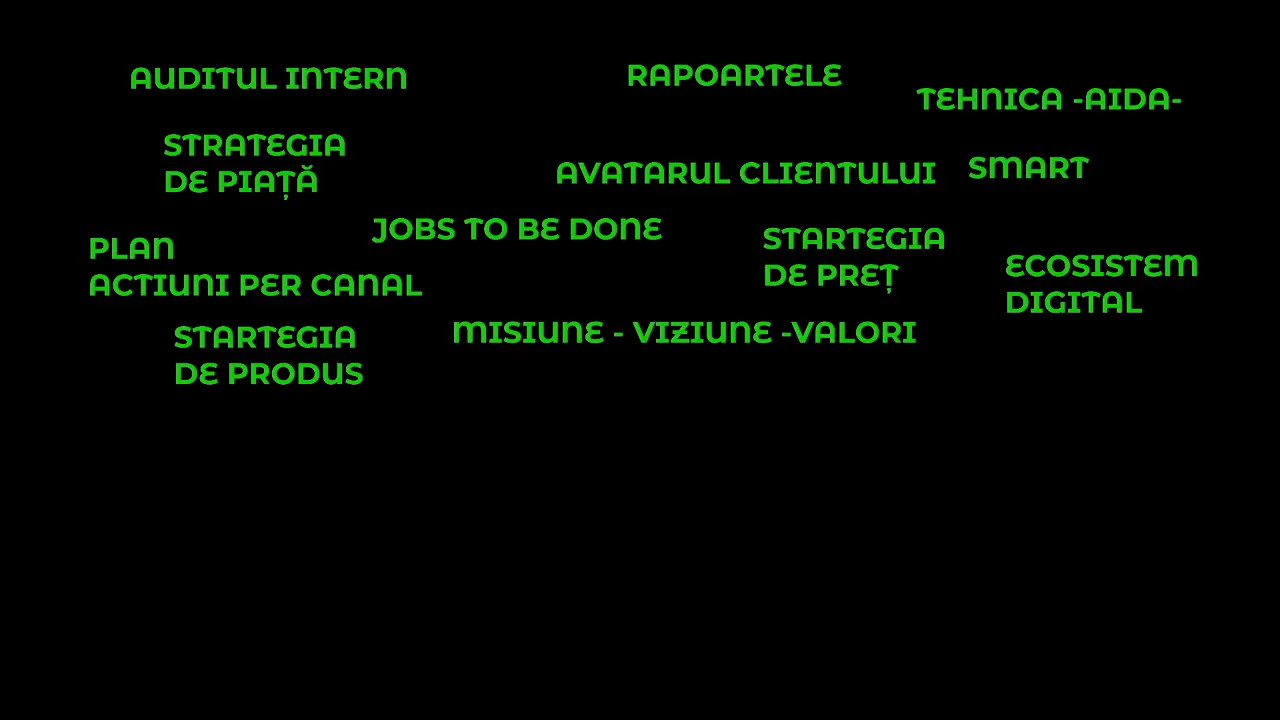 AUDITUL INTERN
RAPOARTELE
TEHNICA -AIDA-
STRATEGIA
DE PIAȚĂ
AVATARUL CLIENTULUI
SMART
JOBS TO BE DONE
STARTEGIA
DE PREȚ
PLAN
ACTIUNI PER CANAL
ECOSISTEM
DIGITAL
STARTEGIA
DE PRODUS
MISIUNE - VIZIUNE -VALORI